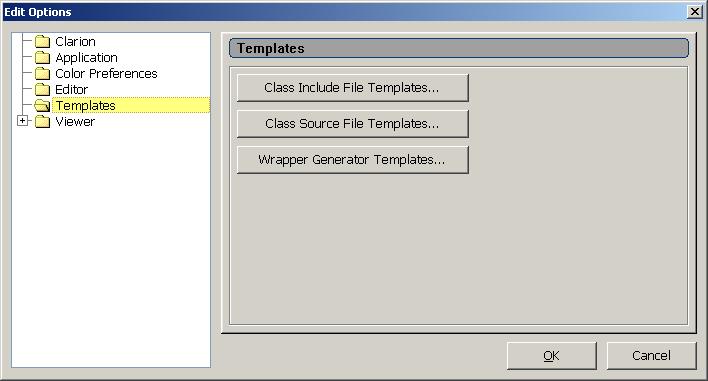 Edit Options
Clarion
Application
Color Preferences
Editor
Templates
Viewer
Templates
Class Include File Templates...
Class Source File Templates...
Wrapper Generator Templates...
OK
Cancel